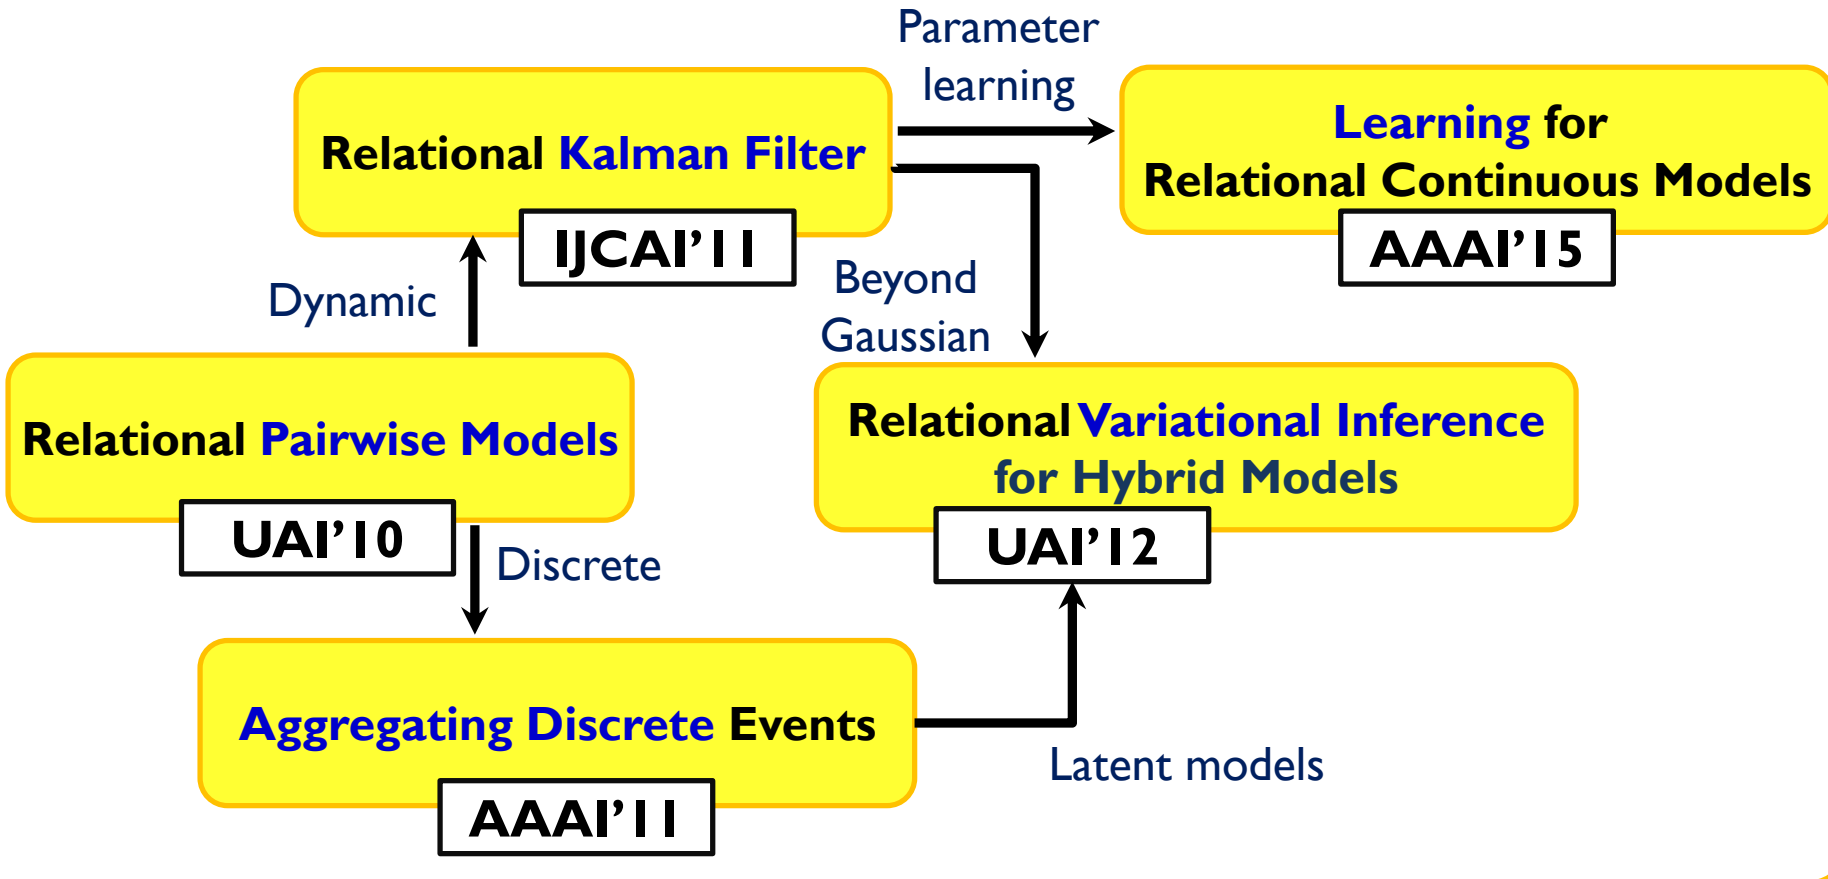 Parameter
learning
Relational Kalman Filter
IJCAI'11
Learning for
Relational Continuous Models
AAAI'15
Dynamic
Beyond
Gaussian
Relational Pairwise Models
UAI'10
Relational Variational Inference
for Hybrid Models
UAI'12
Discrete
Aggregating Discrete Events
AAAI'11
Latent models